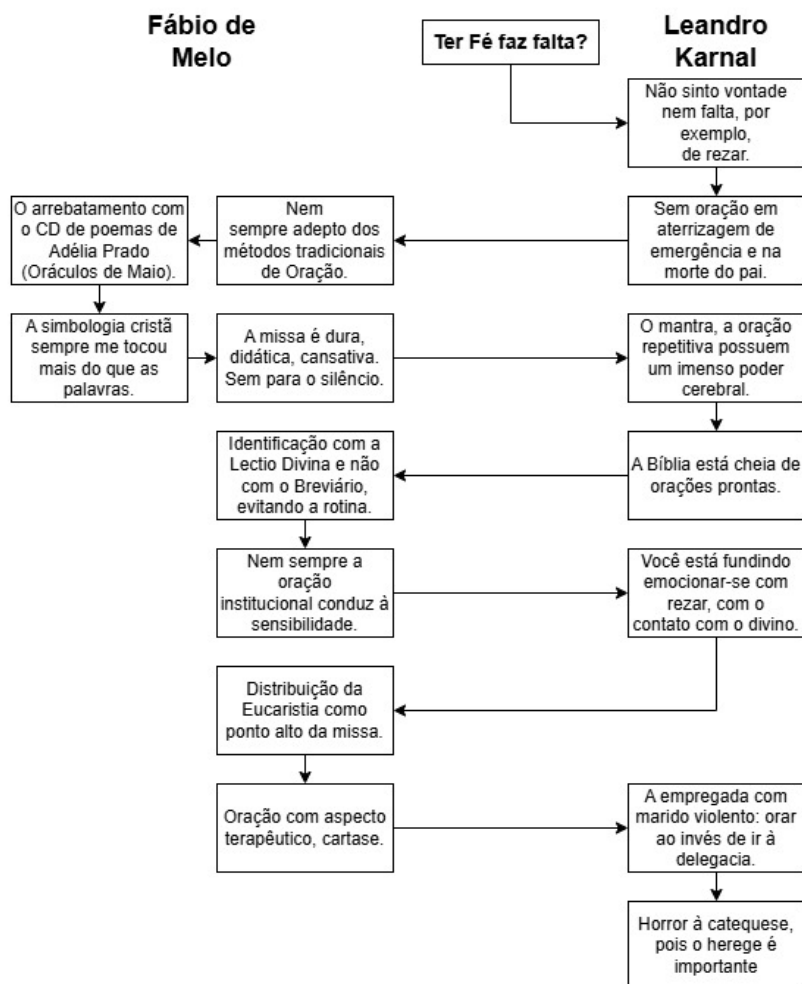 Fábio de
Melo
Ter Fé faz falta?
Leandro
Karnal
Não sinto vontade
nem falta, por
exemplo,
de rezar.
Sem oração em
aterrizagem de
emergência e na
morte do pai.
Nem
sempre adepto dos
métodos tradicionais
de Oração.
O arrebatamento com
o CD de poemas de
Adélia Prado
(Oráculos de Maio).
A simbologia cristã
sempre me tocou
mais do que as
palavras.
A missa é dura,
didática, cansativa.
Sem para o silêncio.
O mantra, a oração
repetitiva possuem
um imenso poder
cerebral.
A Bíblia está cheia de
orações prontas.
Identificação com a
Lectio Divina e não
com o Breviário,
evitando a rotina.
Nem sempre a
oração
institucional conduz à
sensibilidade.
Você está fundindo
emocionar-se com
rezar, com o
contato com o divino.
Distribuição da
Eucaristia como
ponto alto da missa.
Oração com aspecto
terapêutico, cartase.
A empregada com
marido violento: orar
ao invés de ir à
delegacia.
Horror à catequese,
pois o herege é
importante